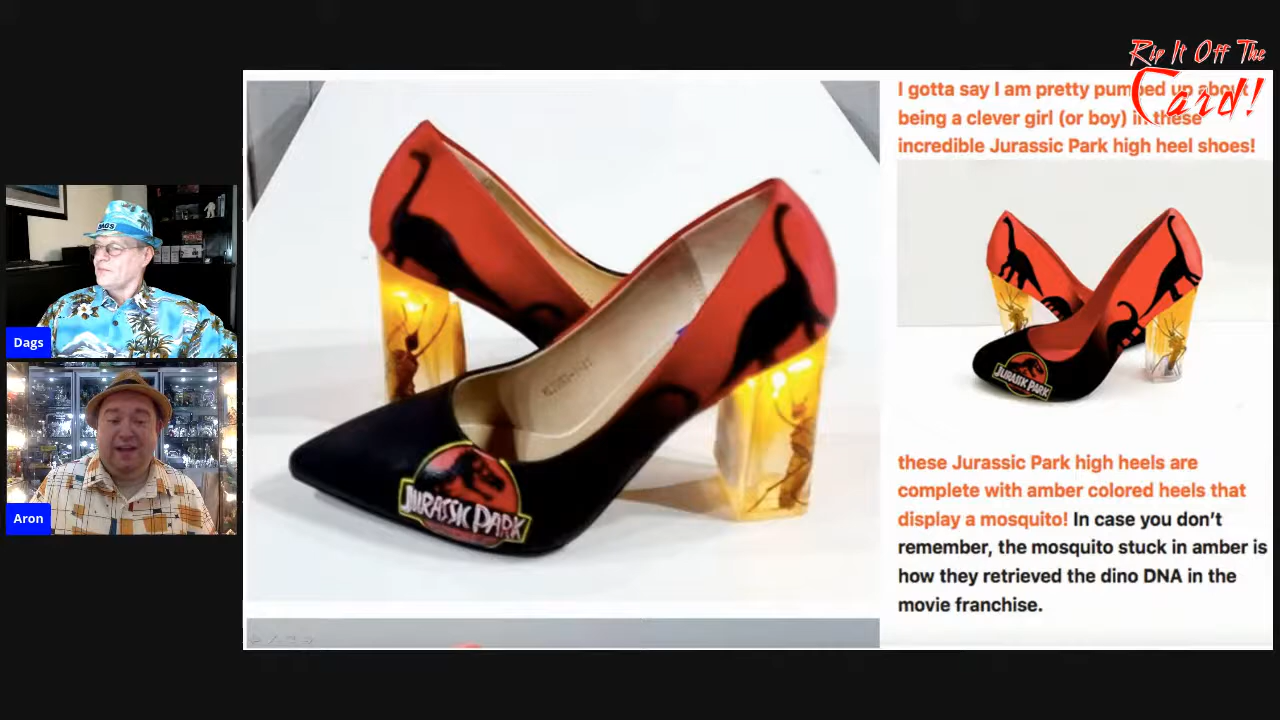 Rip It Off The
Card!
I gotta say I am pretty pumped up about
being a clever girl (or boy) in these
incredible Jurassic Park high heel shoes!
DAGS
Dags
Aron
JURASSIC PARK
JURASSIC PARK
these Jurassic Park high heels are
complete with amber colored heels that
display a mosquito! In case you don’t
remember, the mosquito stuck in amber is
how they retrieved the dino DNA in the
movie franchise.